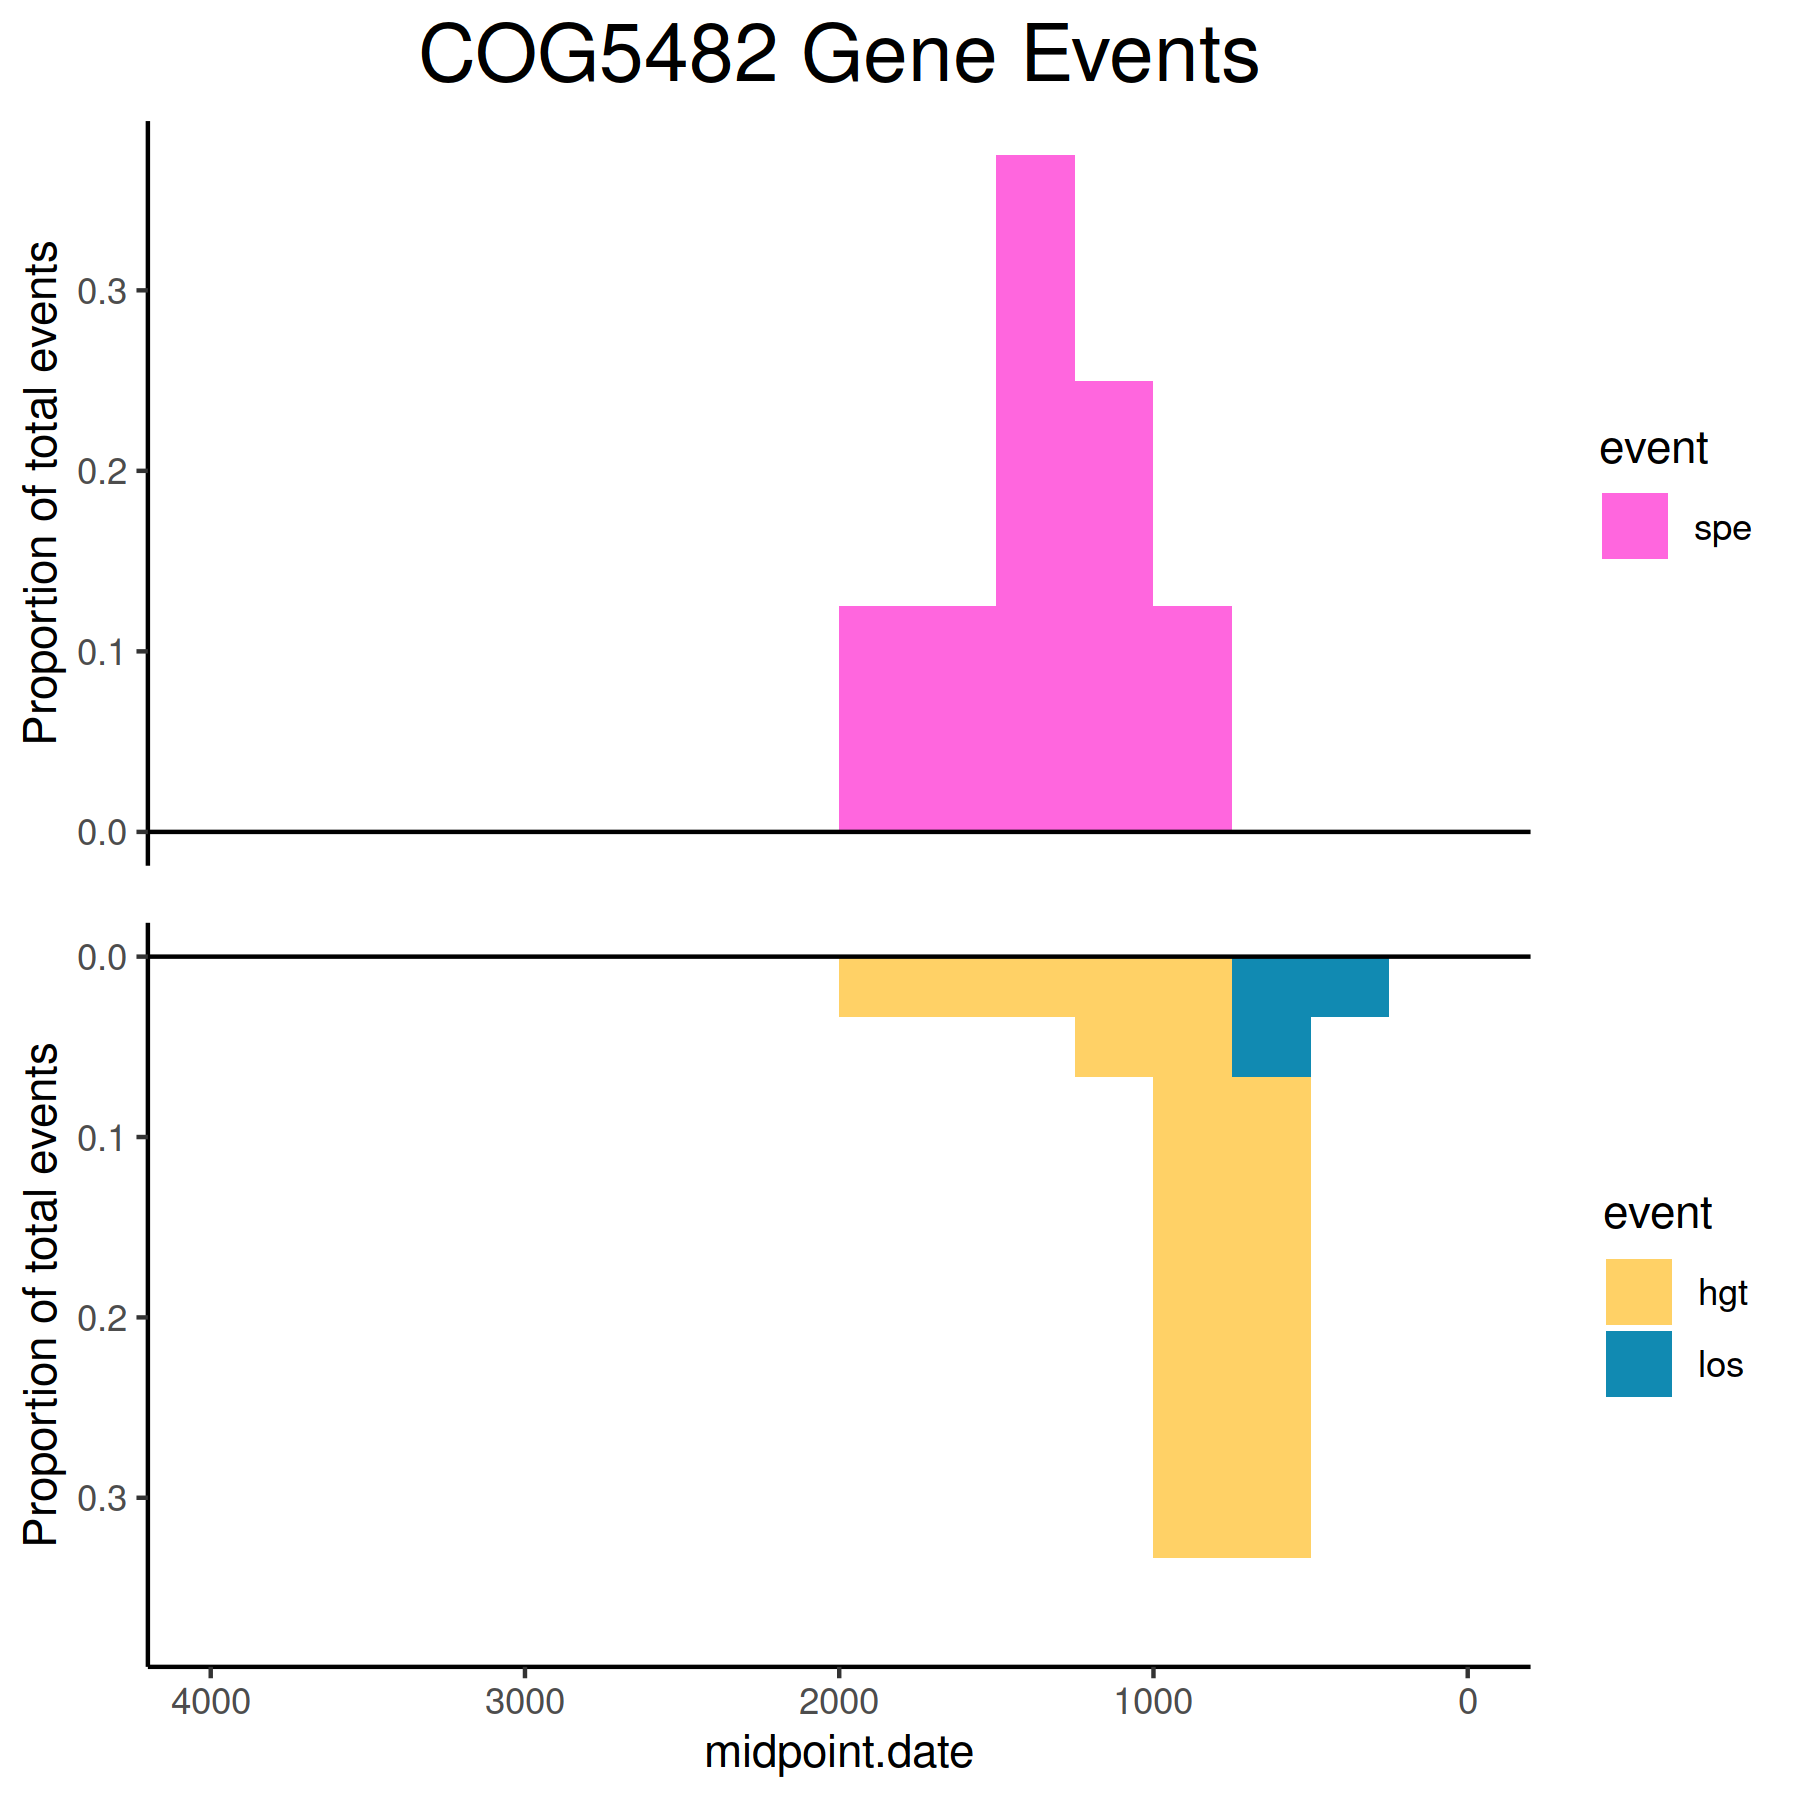 COG5482 Gene Events
Proportion of total events
0.3
0.2
0.1
0.0
event
spe
Proportion of total events
0.0
0.1
0.2
0.3
event
hgt
los
4000 3000 2000 1000 0
midpoint.date